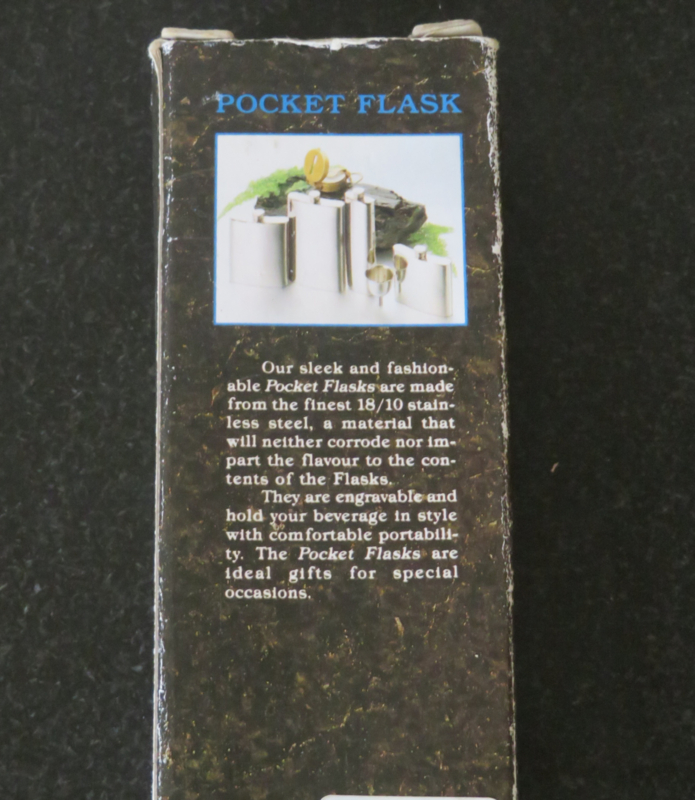 POCKET FLASK
Our sleek and fashion-
able Pocket Flasks are made
from the finest 18/10 stain-
less steel, a material that
will neither corrode nor im-
part the flavour to the con-
tents of the Flasks.
They are engravable and
hold your beverage in style
with comfortable portabili-
ty. The Pocket Flasks are
ideal gifts for special
occasions.